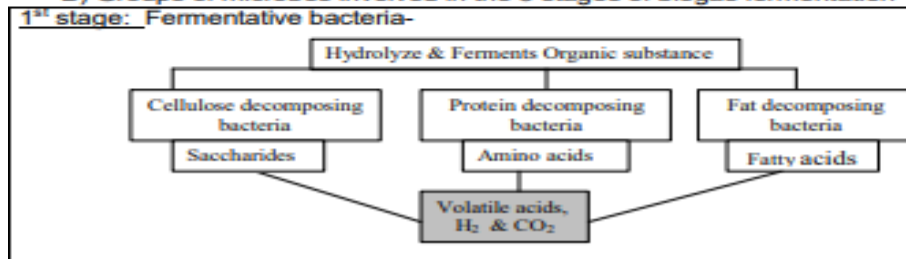 1st stage: Fermentative bacteria-
Hydrolyze & Ferments Organic substance
Cellulose decomposing
bacteria
Protein decomposing
bacteria
Fat decomposing
bacteria
Saccharides
Amino acids
Fatty acids
Volatile acids,
H₂ & CO₂